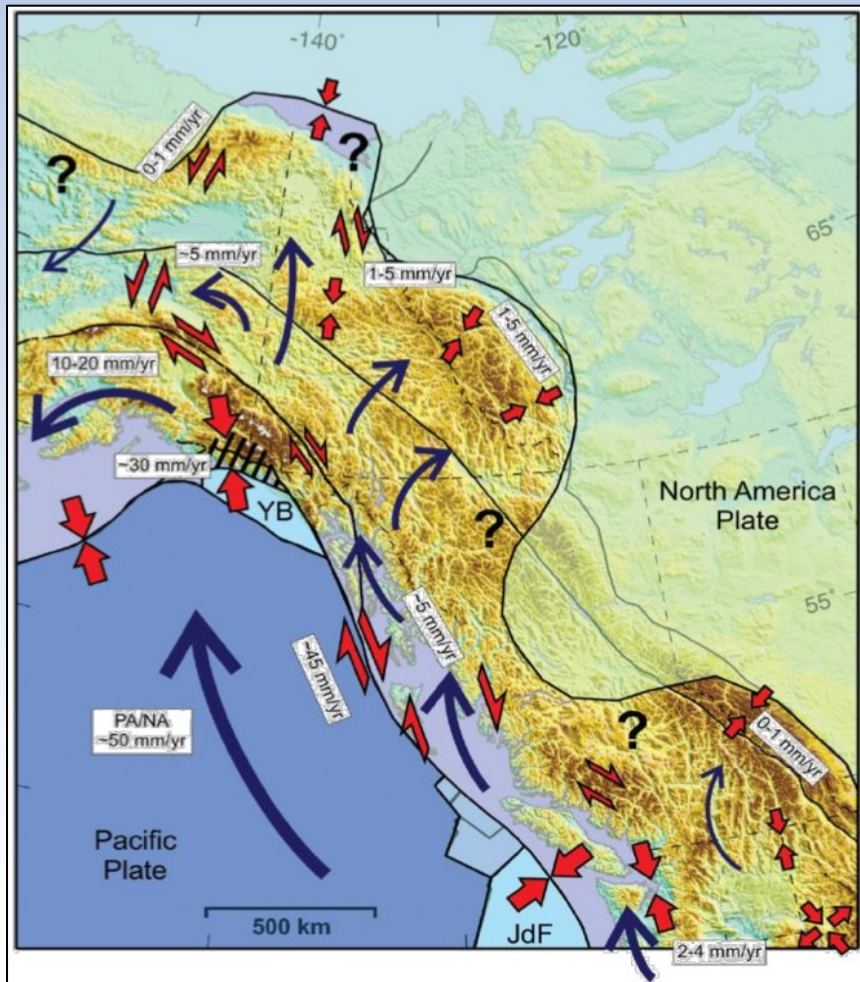 -140°
-120°
0-1 mm/yr
?
?
65°
~5 mm/yr
1-5 mm/yr
1-5 mm/yr
10-20 mm/yr
~30 mm/yr
YB
North America
Plate
?
55°
~5 mm/yr
~45 mm/yr
PA/NA
~50 mm/yr
?
0-1 mm/yr
Pacific
Plate
500 km
JdF
2-4 mm/yr